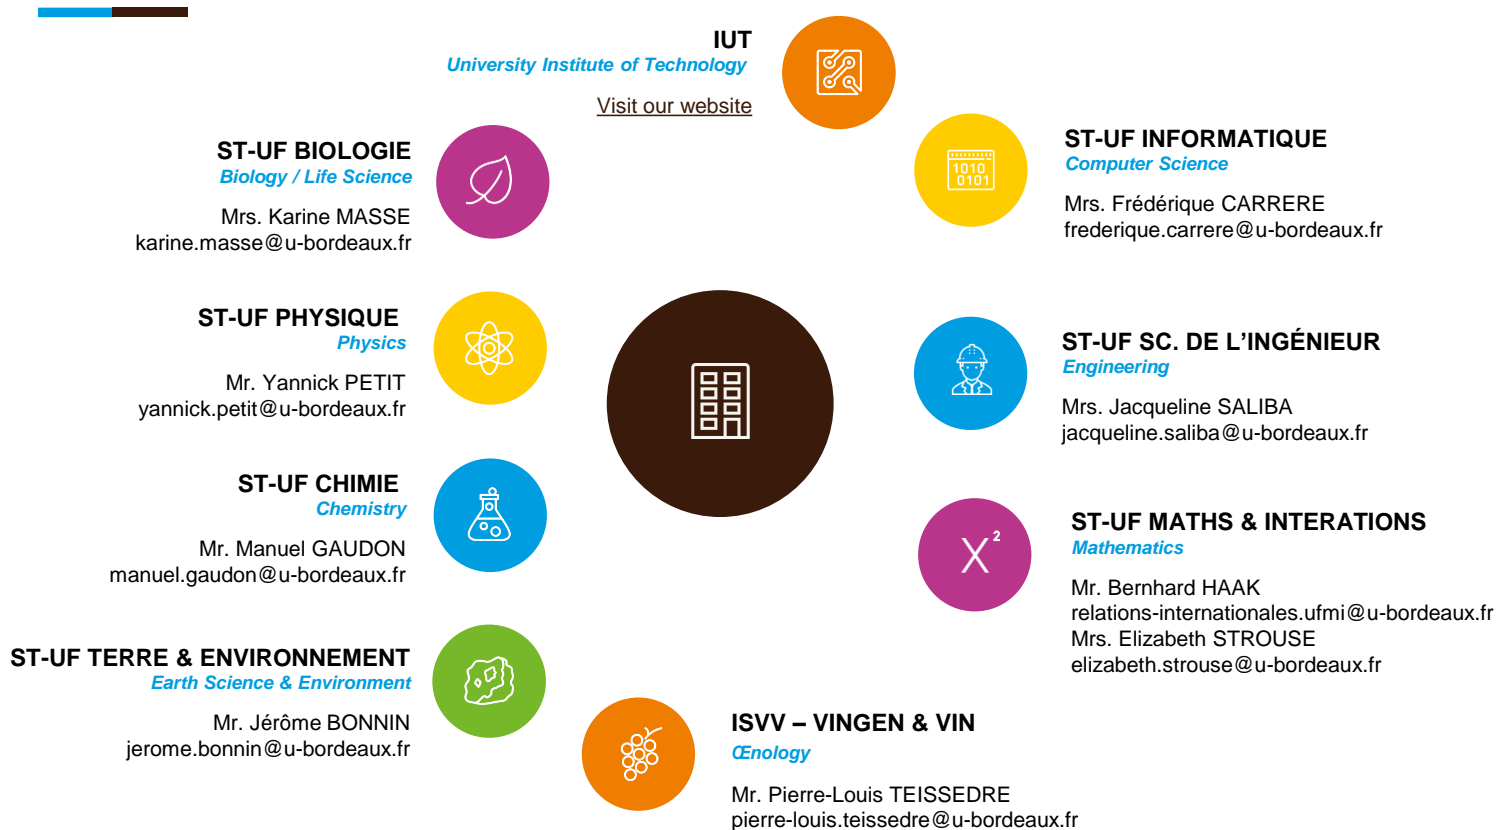 IUT
University Institute of Technology
Visit our website
ST-UF BIOLOGIE
Biology / Life Science
Mrs. Karine MASSE
karine.masse@u-bordeaux.fr
ST-UF PHYSIQUE
Physics
Mr. Yannick PETIT
yannick.petit@u-bordeaux.fr
ST-UF CHIMIE
Chemistry
Mr. Manuel GAUDON
manuel.gaudon@u-bordeaux.fr
ST-UF TERRE & ENVIRONNEMENT
Earth Science & Environment
Mr. Jérôme BONNIN
jerome.bonnin@u-bordeaux.fr
1010
0101
ST-UF INFORMATIQUE
Computer Science
Mrs. Frédérique CARRERE
frederique.carrere@u-bordeaux.fr
ST-UF SC. DE L’INGÉNIEUR
Engineering
Mrs. Jacqueline SALIBA
jacqueline.saliba@u-bordeaux.fr
X²
ST-UF MATHS & INTERATIONS
Mathematics
Mr. Bernhard HAAK
relations-internationales.ufmi@u-bordeaux.fr
Mrs. Elizabeth STROUSE
elizabeth.strouse@u-bordeaux.fr
ISVV – VINGEN & VIN
Œnology
Mr. Pierre-Louis TEISSEDRE
pierre-louis.teissedre@u-bordeaux.fr